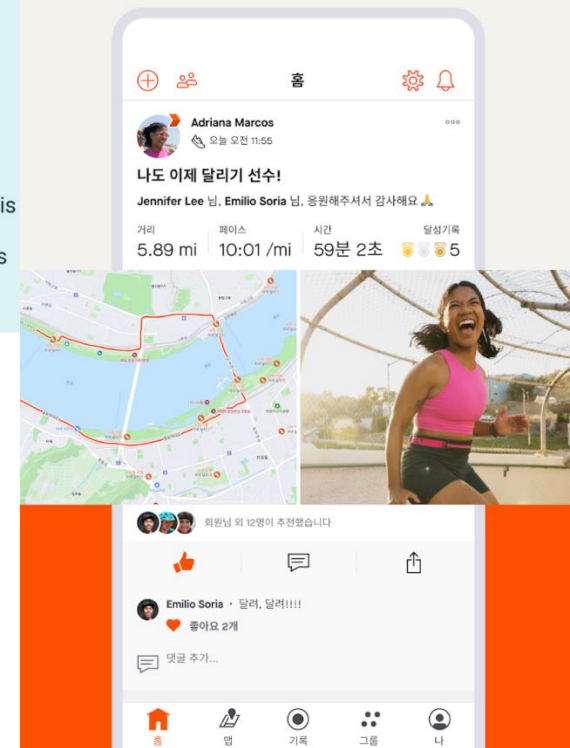 is
s
홈
Adriana Marcos
오늘 오전 11:55
나도 이제 달리기 선수!
Jennifer Lee 님, Emilio Soria 님, 응원해주셔서 감사해요 🙏
거리 페이스 시간 달성기록
5.89 mi 10:01 /mi 59분 2초 5
회원님 외 12명이 추천했습니다
Emilio Soria · 달려, 달려!!!!
좋아요 2개
댓글 추가...
홈 맵 기록 그룹 나